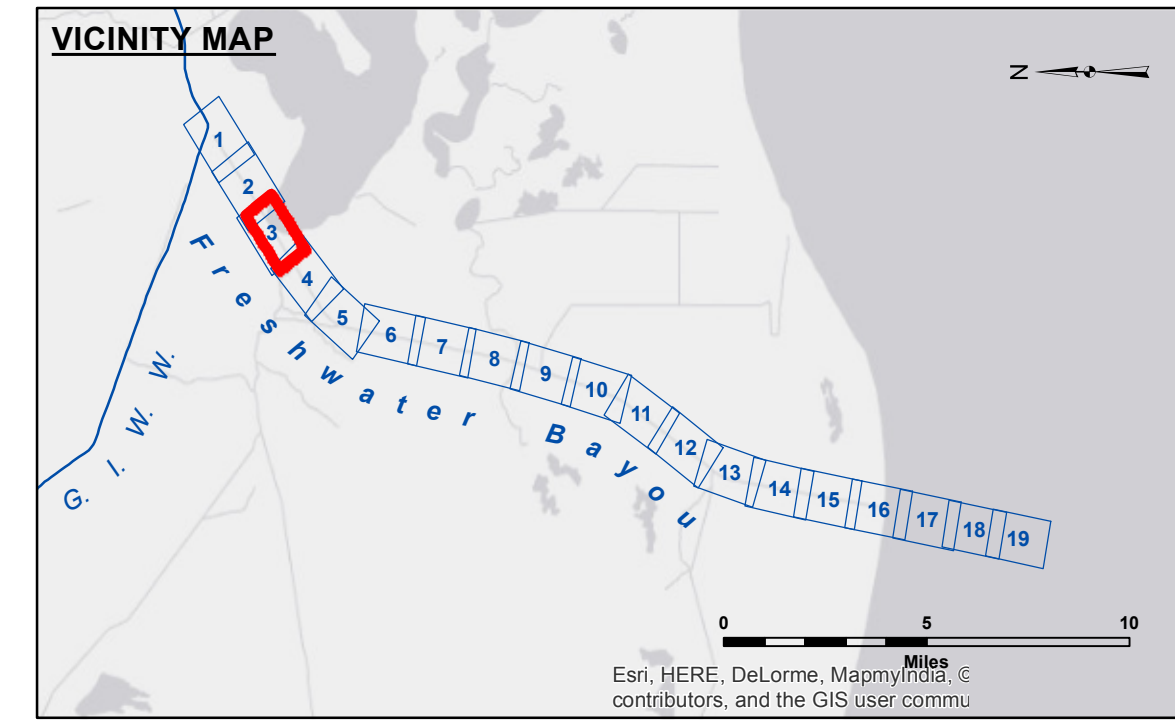 VICINITY MAP
N
1
2
3
4
5
6
7
8
9
10
11
12
13
14
15
16
17
18
19
Freshwater Bayou
G. I. W. W.
0 5 10
Miles
Esri, HERE, DeLorme, MapmyIndia, ©
contributors, and the GIS user commu